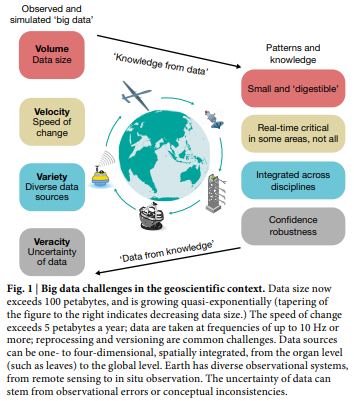 Observed and
simulated ‘big data’
Volume
Data size
‘Knowledge from data’
Patterns and
knowledge
Small and ‘digestible’
Velocity
Speed of
change
Real-time critical
in some areas, not all
Variety
Diverse data
sources
Integrated across
disciplines
Veracity
Uncertainty
of data
Confidence
robustness
‘Data from knowledge’
Fig. 1 | Big data challenges in the geoscientific context. Data size now
exceeds 100 petabytes, and is growing quasi-exponentially (tapering
of the figure to the right indicates decreasing data size.) The speed of change
exceeds 5 petabytes a year; data are taken at frequencies of up to 10 Hz or
more; reprocessing and versioning are common challenges. Data sources
can be one- to four-dimensional, spatially integrated, from the organ level
(such as leaves) to the global level. Earth has diverse observational systems,
from remote sensing to in situ observation. The uncertainty of data can
stem from observational errors or conceptual inconsistencies.